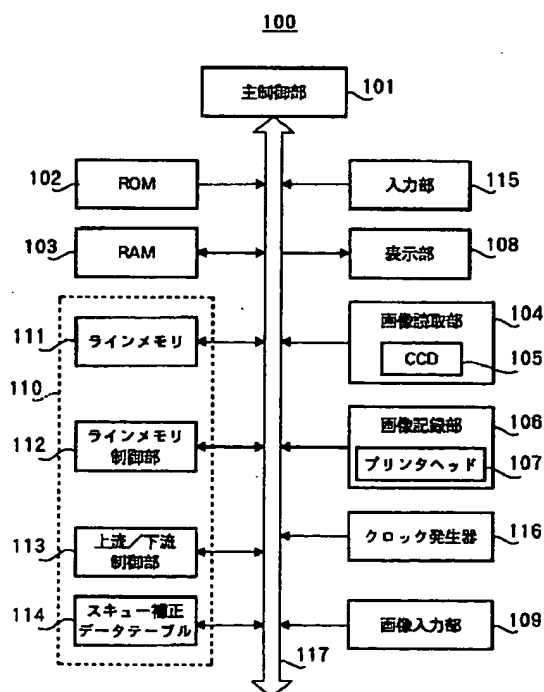 100
主制御部
101
102
ROM
入力部
115
103
RAM
表示部
108
111
ラインメモリ
画像読取部
104
CCD
105
110
112
ラインメモリ
制御部
画像記録部
106
プリンタヘッド
107
113
上流／下流
制御部
クロック発生器
116
114
スキュー補正
データテーブル
画像入力部
109
117